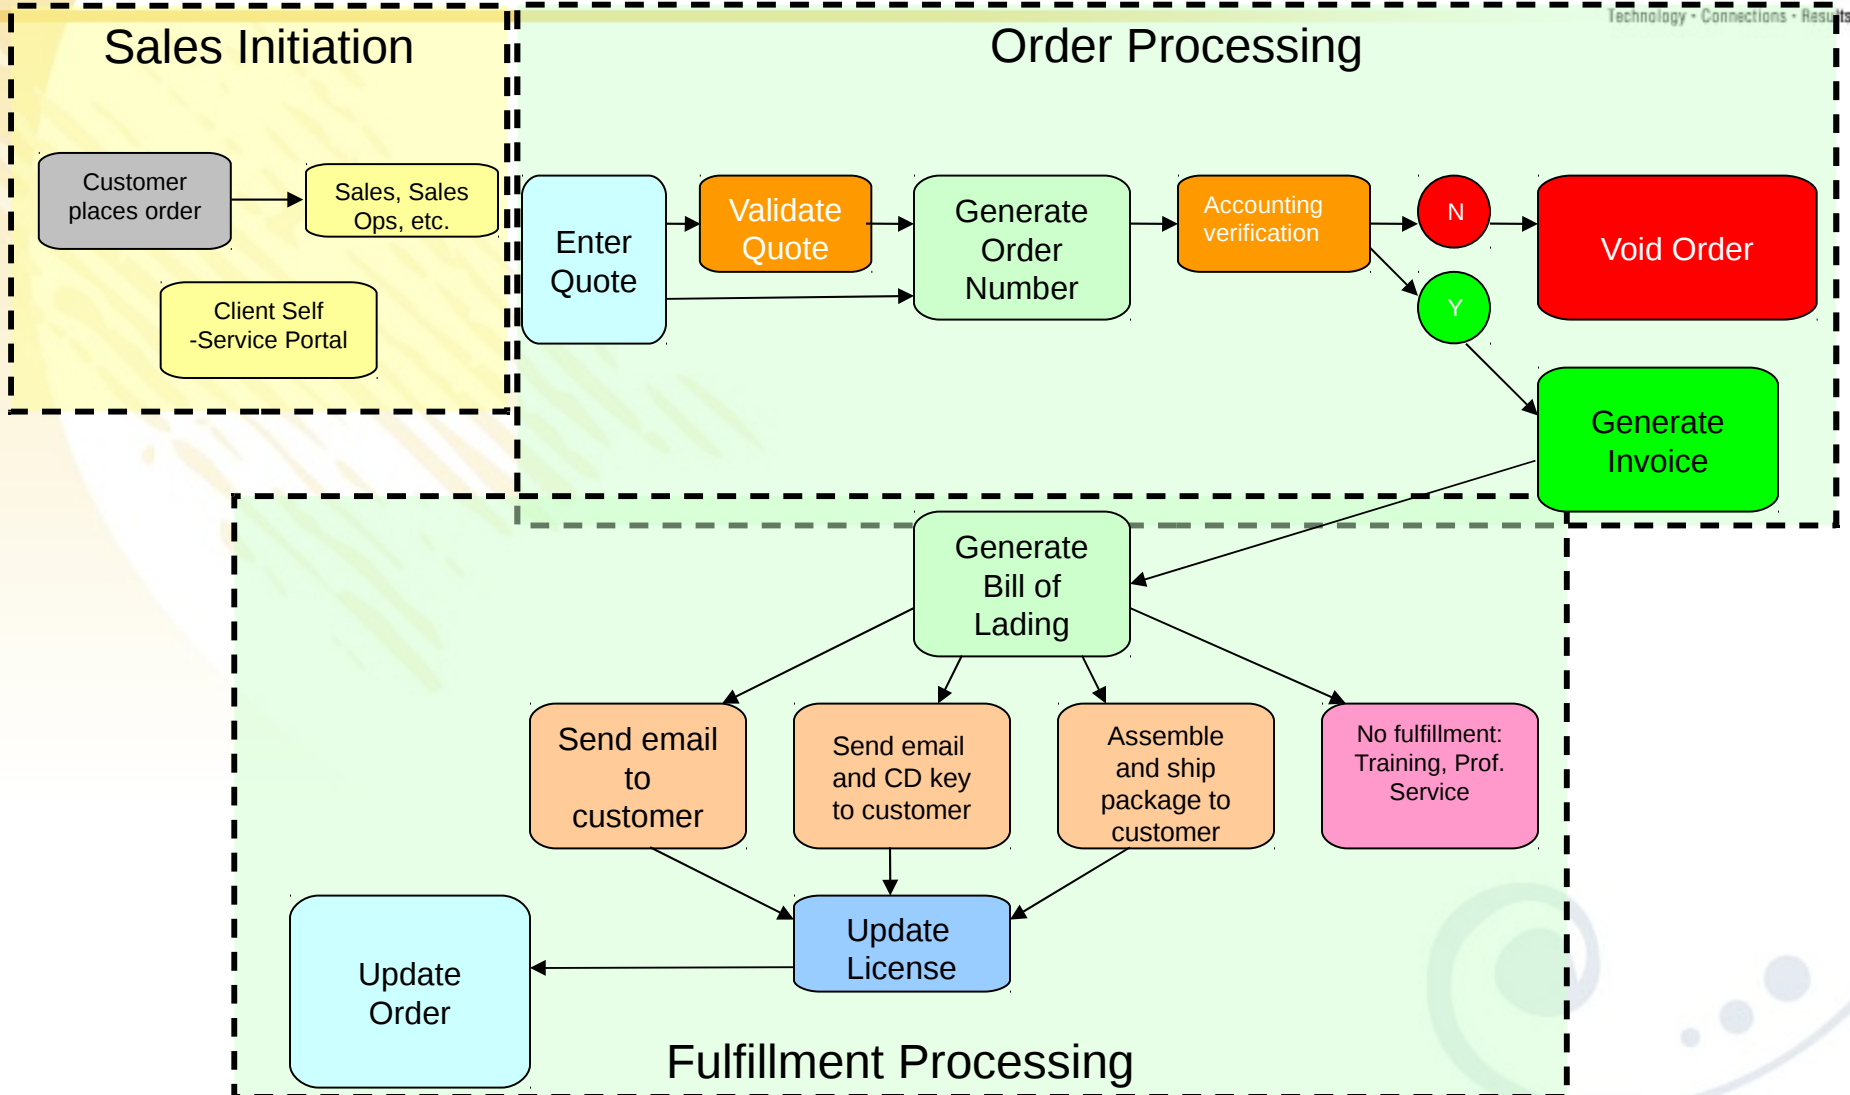 Technology • Connections • Results
Sales Initiation
Order Processing
Customer
places order
Sales, Sales
Ops, etc.
Client Self
-Service Portal
Enter
Quote
Validate
Quote
Generate
Order
Number
Accounting
verification
N
Y
Void Order
Generate
Invoice
Generate
Bill of
Lading
Send email
to
customer
Send email
and CD key
to customer
Assemble
and ship
package to
customer
No fulfillment:
Training, Prof.
Service
Update
License
Update
Order
Fulfillment Processing